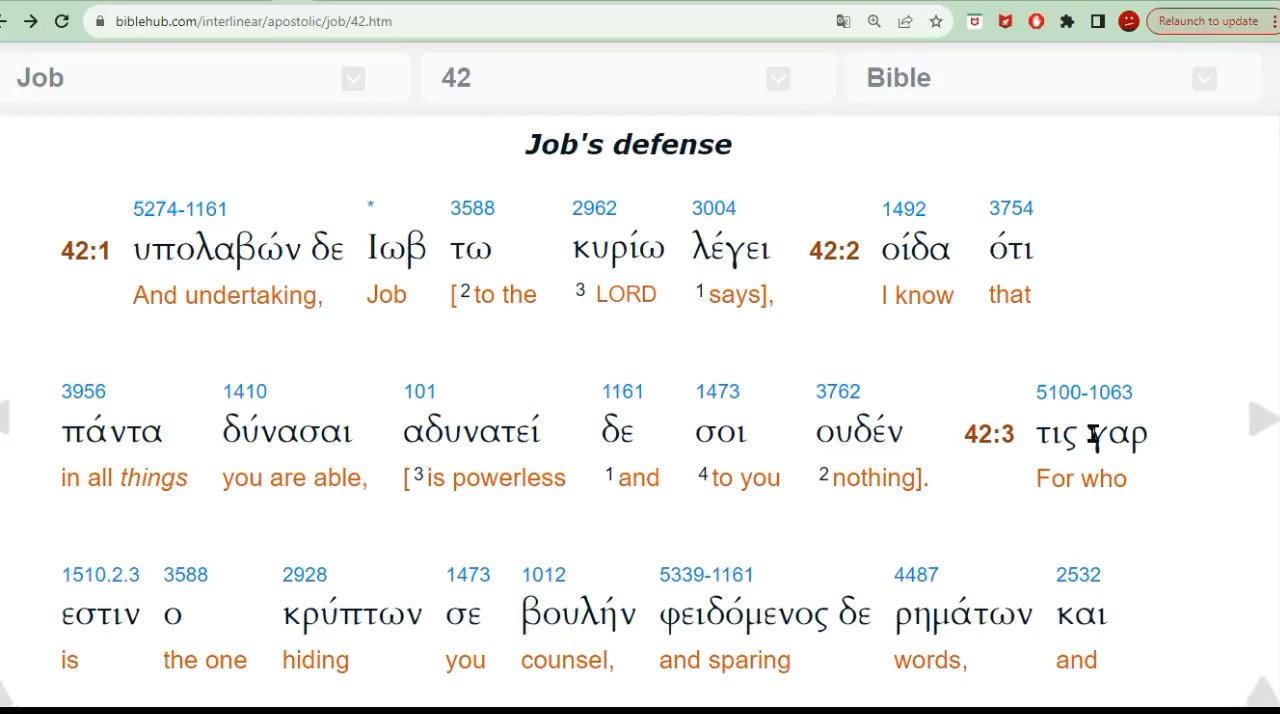 biblehub.com/interlinear/apostolic/job/42.htm Relaunch to update
Job 42 Bible
Job's defense
5274-1161 * 3588 2962 3004 1492 3754
42:1 υπολαβών δε Ιωβ τω κυρίω λέγει 42:2 οίδα ότι
And undertaking, Job [2 to the 3 LORD 1 says], I know that
3956 1410 101 1161 1473 3762 5100-1063
πάντα δύνασαι αδυνατεί δε σοι ουδέν 42:3 τις γαρ
in all things you are able, [3 is powerless 1 and 4 to you 2 nothing]. For who
1510.2.3 3588 2928 1473 1012 5339-1161 4487 2532
εστιν ο κρύπτων σε βουλήν φειδόμενος δε ρημάτων και
is the one hiding you counsel, and sparing words, and